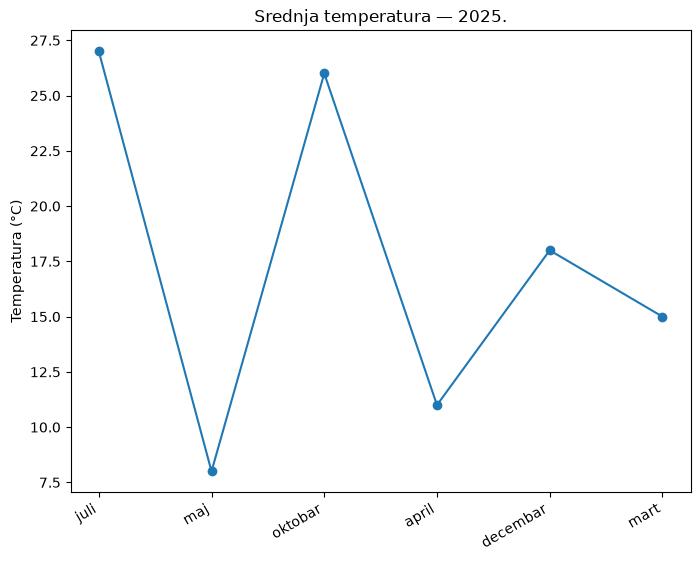 Srednja temperatura — 2025.
Temperatura (°C)
27.5
25.0
22.5
20.0
17.5
15.0
12.5
10.0
7.5
juli
maj
oktobar
april
decembar
mart